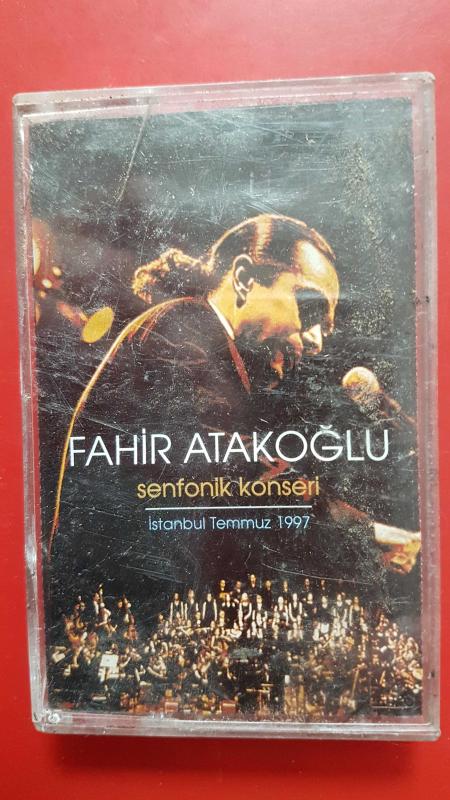 FAHİR ATAKOĞLU
senfonik konseri
İstanbul Temmuz 1997